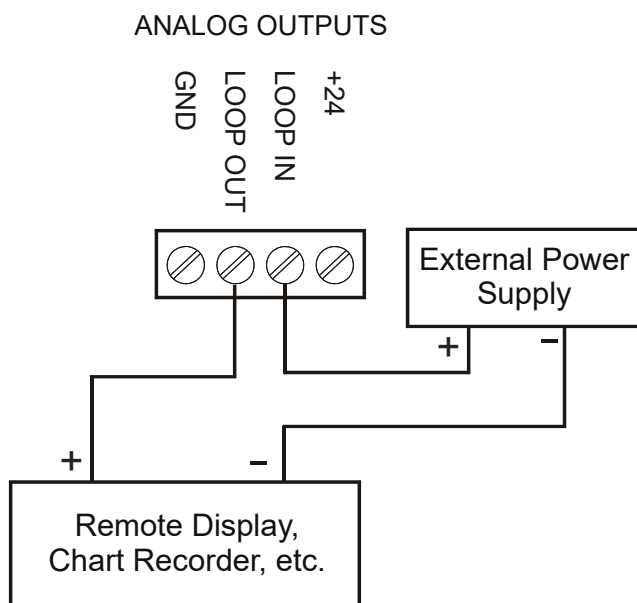 ANALOG OUTPUTS
GND
LOOP OUT
LOOP IN
+24
External Power
Supply
+
-
+
-
Remote Display,
Chart Recorder, etc.